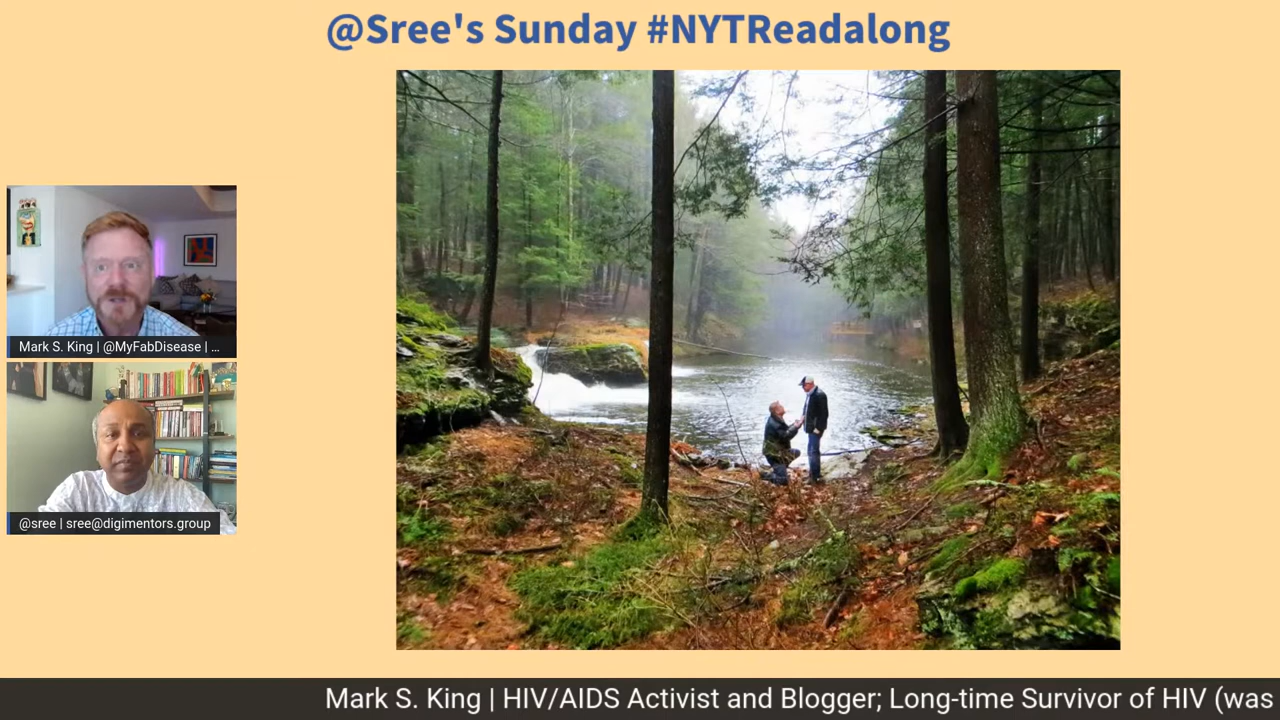 @Sree's Sunday #NYTReadalong
Mark S. King | @MyFabDisease | ...
@sree | sree@digimentors.group
Mark S. King | HIV/AIDS Activist and Blogger; Long-time Survivor of HIV (was